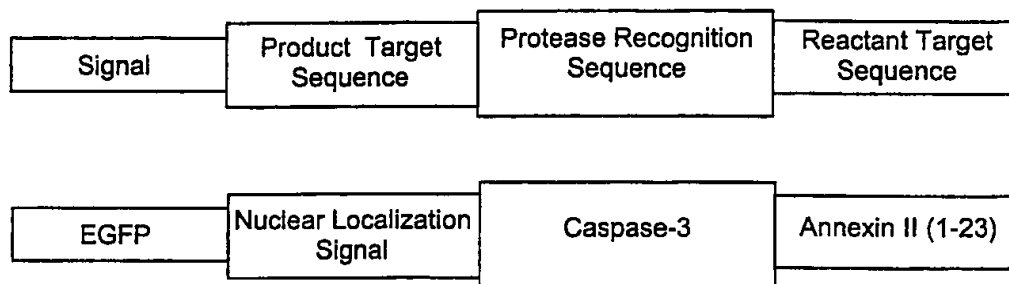 Signal
Product Target
Sequence
Protease Recognition
Sequence
Reactant Target
Sequence
EGFP
Nuclear Localization
Signal
Caspase-3
Annexin II (1-23)